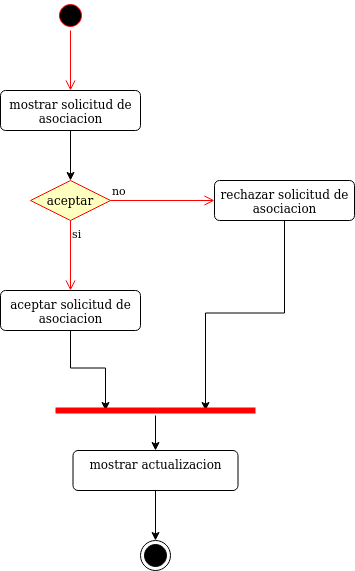 mostrar solicitud de
asociacion
aceptar
no
rechazar solicitud de
asociacion
si
aceptar solicitud de
asociacion
mostrar actualizacion